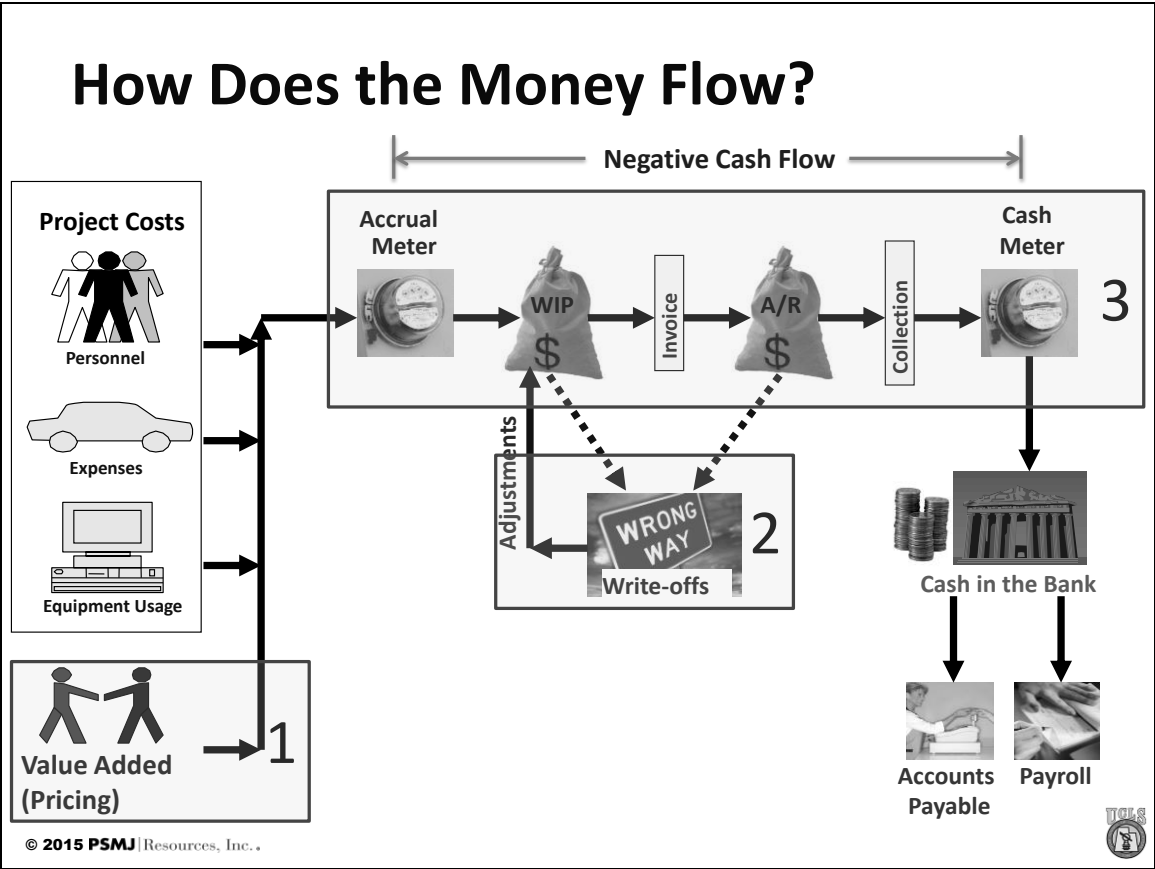 How Does the Money Flow?
Negative Cash Flow
Project Costs
Personnel
Expenses
Equipment Usage
Value Added
(Pricing)
1
Accrual
Meter
WIP
$
Invoice
A/R
$
Collection
Cash
Meter
3
Adjustments
WRONG
WAY
Write-offs
2
Cash in the Bank
Accounts
Payable
Payroll
© 2015 PSMJ Resources, Inc.®
UCLS